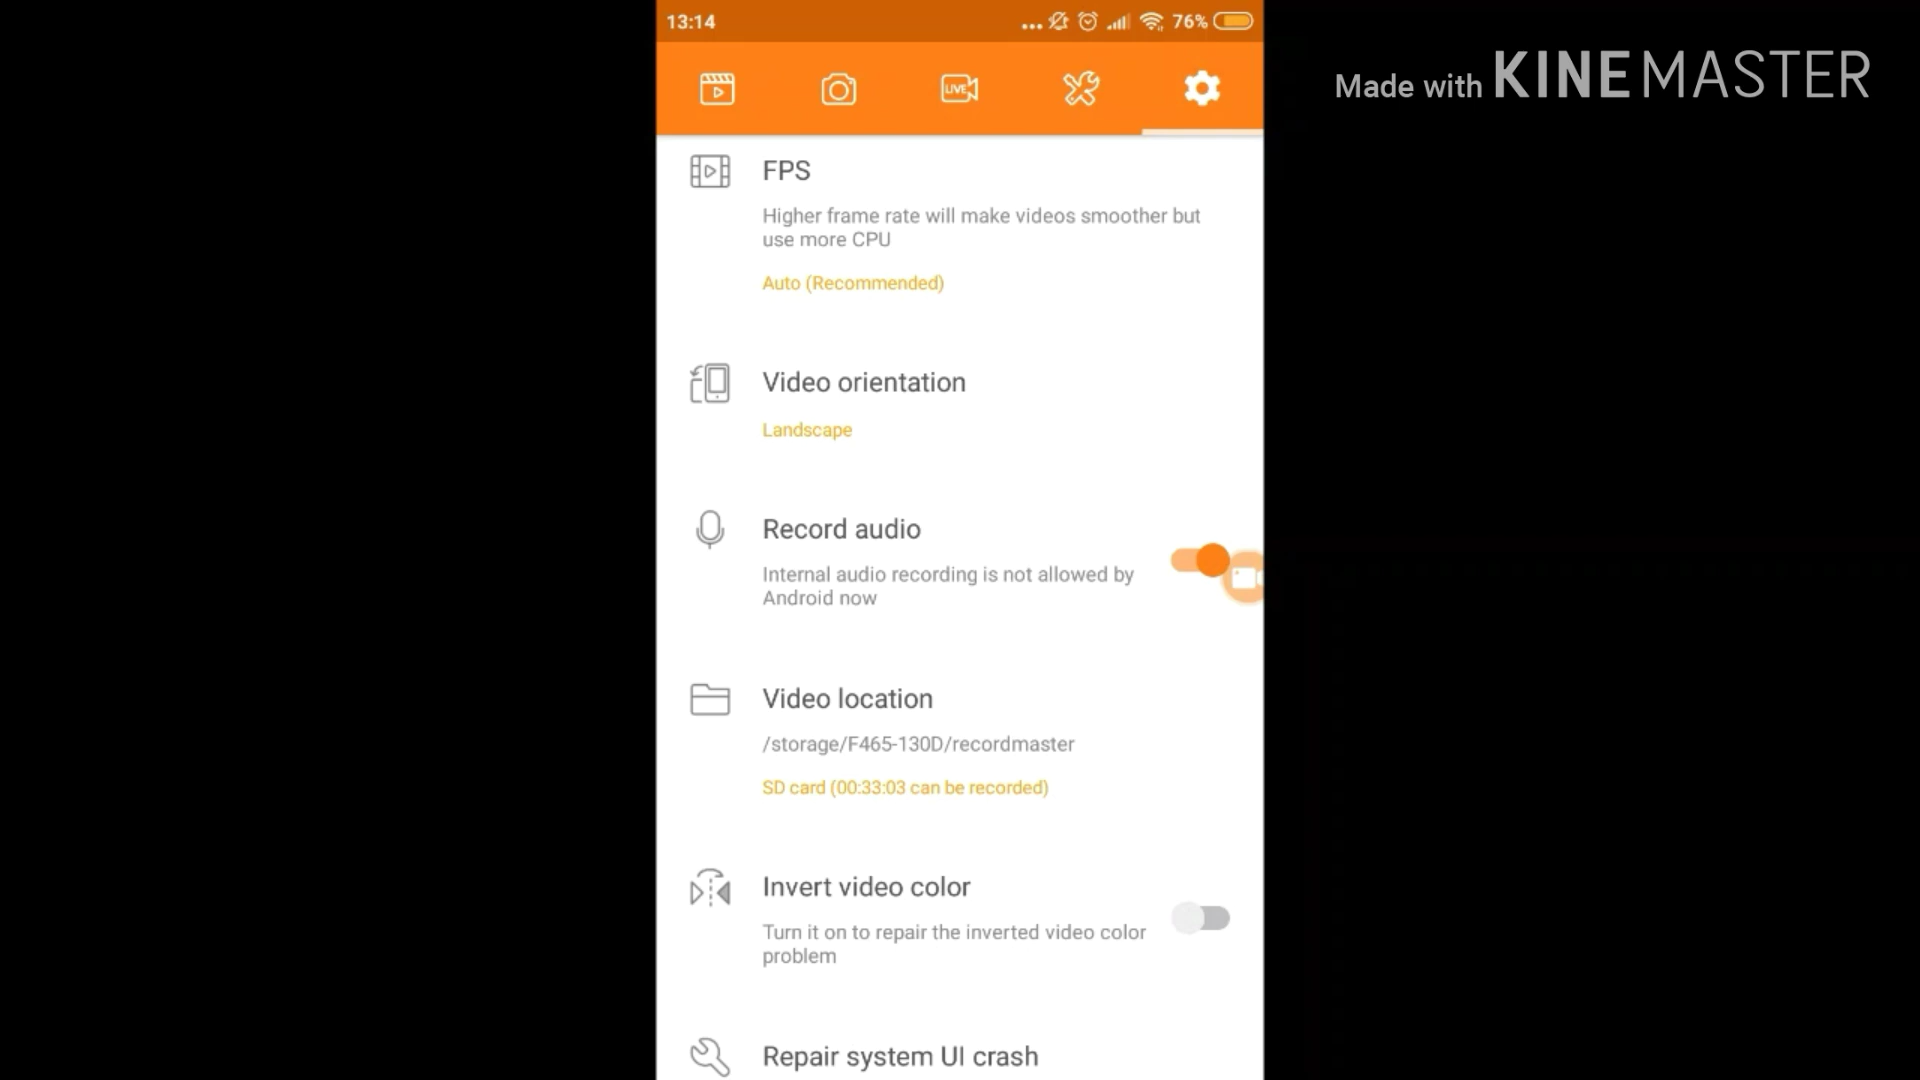 13:14
76%
Made with KINEMASTER
LIVE
FPS
Higher frame rate will make videos smoother but
use more CPU
Auto (Recommended)
Video orientation
Landscape
Record audio
Internal audio recording is not allowed by
Android now
Video location
/storage/F465-130D/recordmaster
SD card (00:33:03 can be recorded)
Invert video color
Turn it on to repair the inverted video color
problem
Repair system UI crash